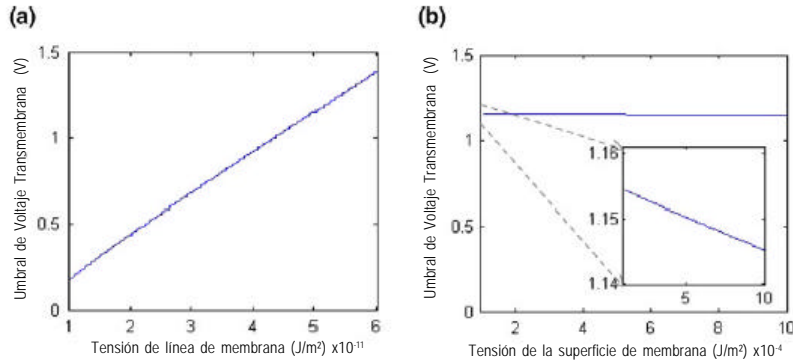 (a)
Umbral de Voltaje Transmembrana (V)
1.5
1
0.5
0
1 2 3 4 5 6
Tensión de línea de membrana (J/m²) x10⁻¹¹
(b)
Umbral de Voltaje Transmembrana (V)
1.5
1
0.5
0
1.16
1.15
1.14
5 10
2 4 6 8 10
Tensión de la superficie de membrana (J/m²) x10⁻⁴